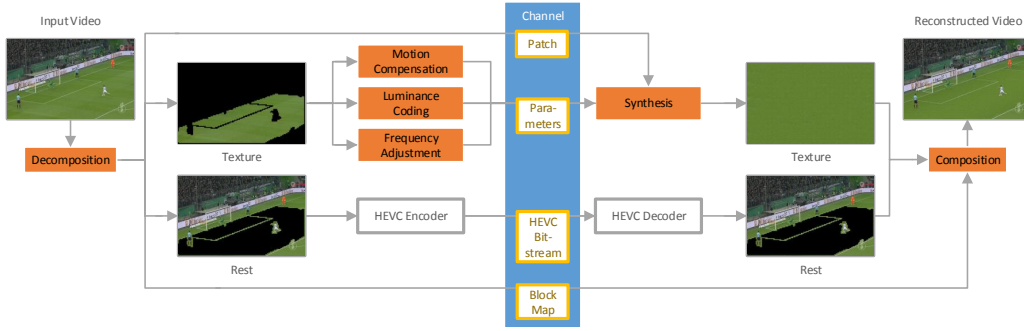 Input Video
Channel
Reconstructed Video
Patch
Motion
Compensation
Luminance
Coding
Para-
meters
Synthesis
Frequency
Adjustment
Decomposition
Texture
Texture
Composition
HEVC Encoder
HEVC
Bit-
stream
HEVC Decoder
Rest
Rest
Block
Map